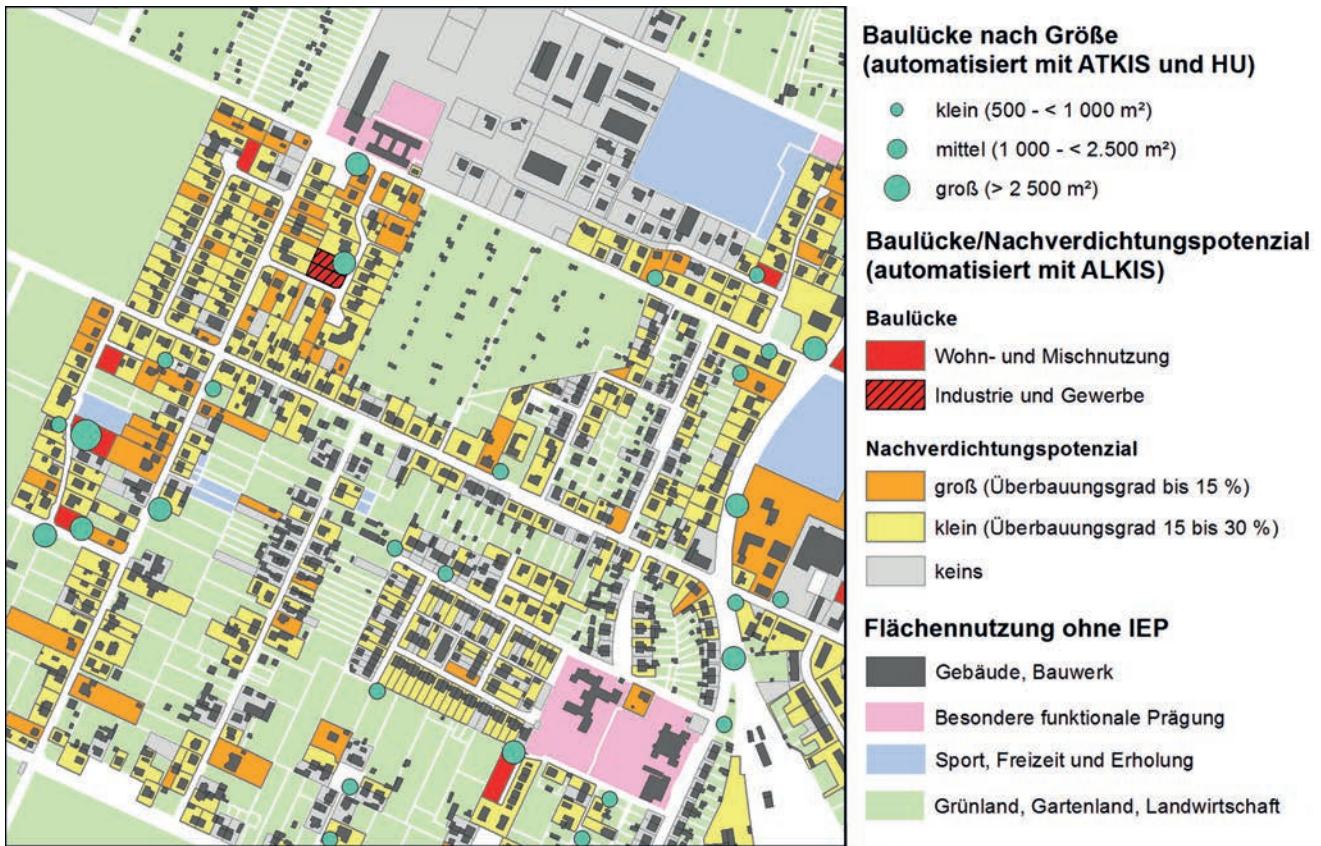 Baulücke nach Größe
(automatisiert mit ATKIS und HU)
klein (500 - < 1 000 m²)
mittel (1 000 - < 2.500 m²)
groß (> 2 500 m²)
Baulücke/Nachverdichtungspotenzial
(automatisiert mit ALKIS)
Baulücke
Wohn- und Mischnutzung
Industrie und Gewerbe
Nachverdichtungspotenzial
groß (Überbauungsgrad bis 15 %)
klein (Überbauungsgrad 15 bis 30 %)
keins
Flächennutzung ohne IEP
Gebäude, Bauwerk
Besondere funktionale Prägung
Sport, Freizeit und Erholung
Grünland, Gartenland, Landwirtschaft